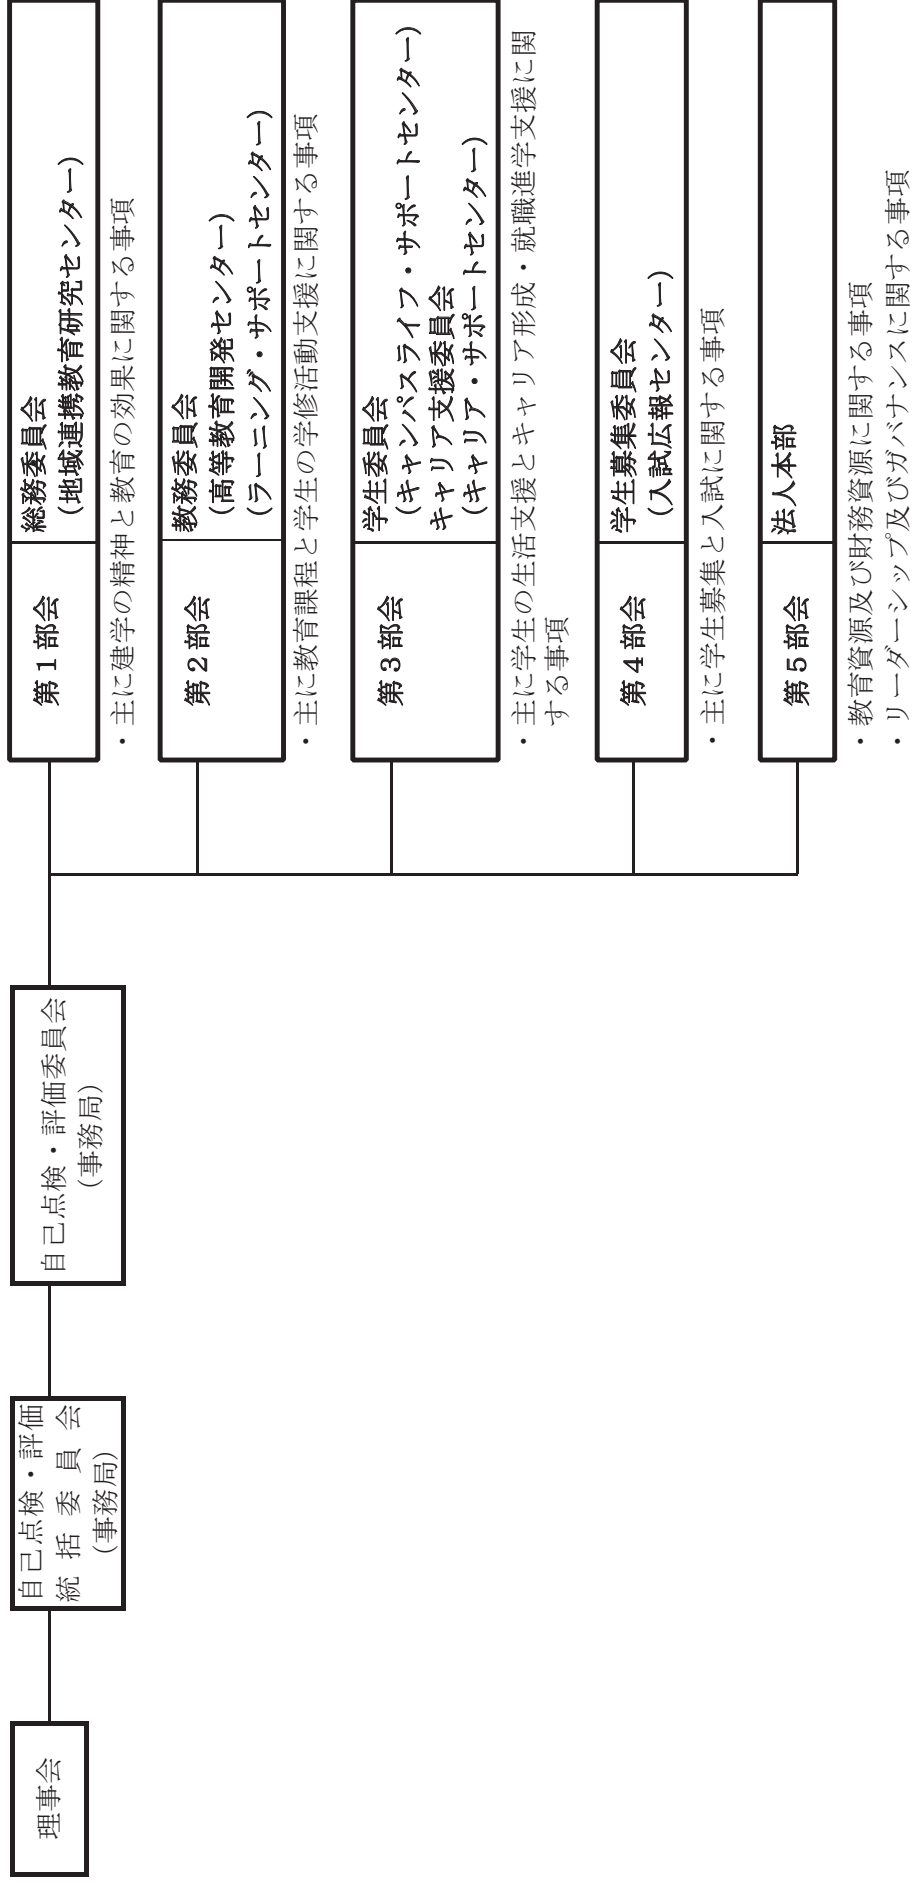 理事会
自己点検・評価
統括委員会
(事務局)
自己点検・評価委員会
(事務局)
第1部会
総務委員会
(地域連携教育研究センター)
・主に建学の精神と教育の効果に関する事項
第2部会
教務委員会
(高等教育開発センター)
(ラーニング・サポートセンター)
・主に教育課程と学生の学修活動支援に関する事項
第3部会
学生委員会
(キャンパスライフ・サポートセンター)
キャリア支援委員会
(キャリア・サポートセンター)
・主に学生の生活支援とキャリア形成・就職進学支援に関
する事項
第4部会
学生募集委員会
(入試広報センター)
・主に学生募集と入試に関する事項
第5部会
法人本部
・教育資源及び財務資源に関する事項
・リーダーシップ及びガバナンスに関する事項